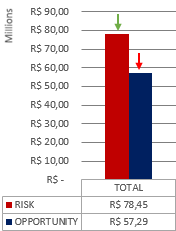 Millions
R$ 90,00
R$ 80,00
R$ 70,00
R$ 60,00
R$ 50,00
R$ 40,00
R$ 30,00
R$ 20,00
R$ 10,00
R$ -
TOTAL
RISK R$ 78,45
OPPORTUNITY R$ 57,29